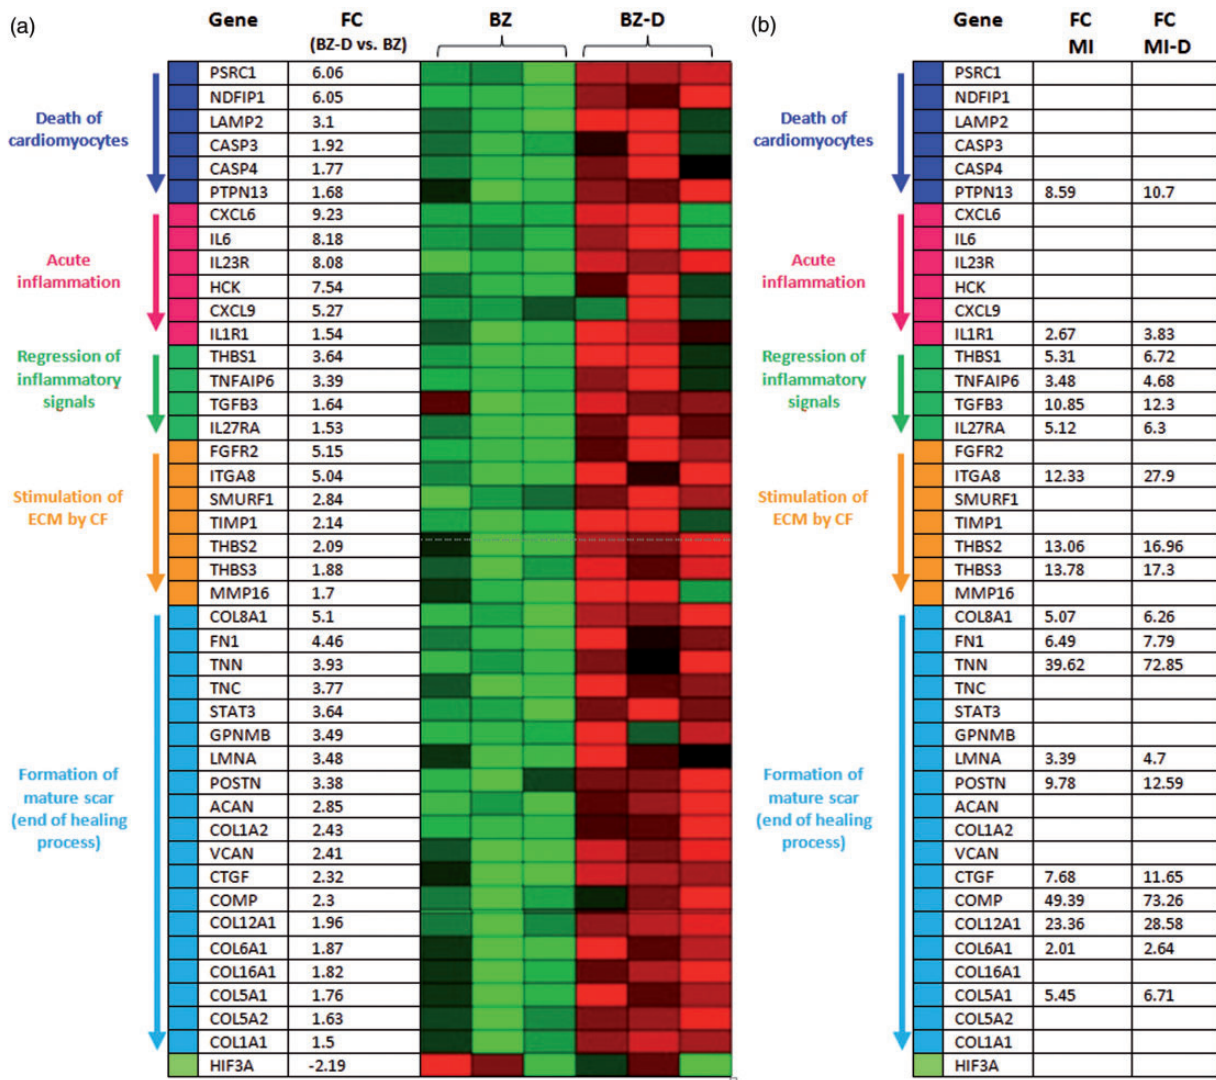 (a)
Gene FC BZ BZ-D
(BZ-D vs. BZ)
Death of
cardiomyocytes
Acute
inflammation
Regression of
inflammatory
signals
Stimulation of
ECM by CF
Formation of
mature scar
(end of healing
process)
PSRC1 6.06
NDFIP1 6.05
LAMP2 3.1
CASP3 1.92
CASP4 1.77
PTPN13 1.68
CXCL6 9.23
IL6 8.18
IL23R 8.08
HCK 7.54
CXCL9 5.27
IL1R1 1.54
THBS1 3.64
TNFAIP6 3.39
TGFB3 1.64
IL27RA 1.53
FGFR2 5.15
ITGA8 5.04
SMURF1 2.84
TIMP1 2.14
THBS2 2.09
THBS3 1.88
MMP16 1.7
COL8A1 5.1
FN1 4.46
TNN 3.93
TNC 3.77
STAT3 3.64
GPNMB 3.49
LMNA 3.48
POSTN 3.38
ACAN 2.85
COL1A2 2.43
VCAN 2.41
CTGF 2.32
COMP 2.3
COL12A1 1.96
COL6A1 1.87
COL16A1 1.82
COL5A1 1.76
COL5A2 1.63
COL1A1 1.5
HIF3A -2.19
(b)
Gene FC FC
MI MI-D
Death of
cardiomyocytes
Acute
inflammation
Regression of
inflammatory
signals
Stimulation of
ECM by CF
Formation of
mature scar
(end of healing
process)
PSRC1
NDFIP1
LAMP2
CASP3
CASP4
PTPN13 8.59 10.7
CXCL6
IL6
IL23R
HCK
CXCL9
IL1R1 2.67 3.83
THBS1 5.31 6.72
TNFAIP6 3.48 4.68
TGFB3 10.85 12.3
IL27RA 5.12 6.3
FGFR2
ITGA8 12.33 27.9
SMURF1
TIMP1
THBS2 13.06 16.96
THBS3 13.78 17.3
MMP16
COL8A1 5.07 6.26
FN1 6.49 7.79
TNN 39.62 72.85
TNC
STAT3
GPNMB
LMNA 3.39 4.7
POSTN 9.78 12.59
ACAN
COL1A2
VCAN
CTGF 7.68 11.65
COMP 49.39 73.26
COL12A1 23.36 28.58
COL6A1 2.01 2.64
COL16A1
COL5A1 5.45 6.71
COL5A2
COL1A1
HIF3A